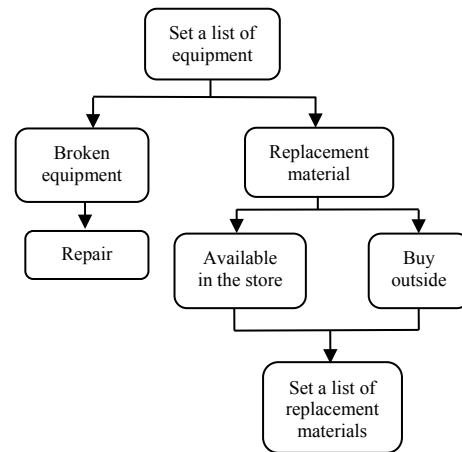 Set a list of
equipment
Broken
equipment
Replacement
material
Repair
Available
in the store
Buy
outside
Set a list of
replacement
materials